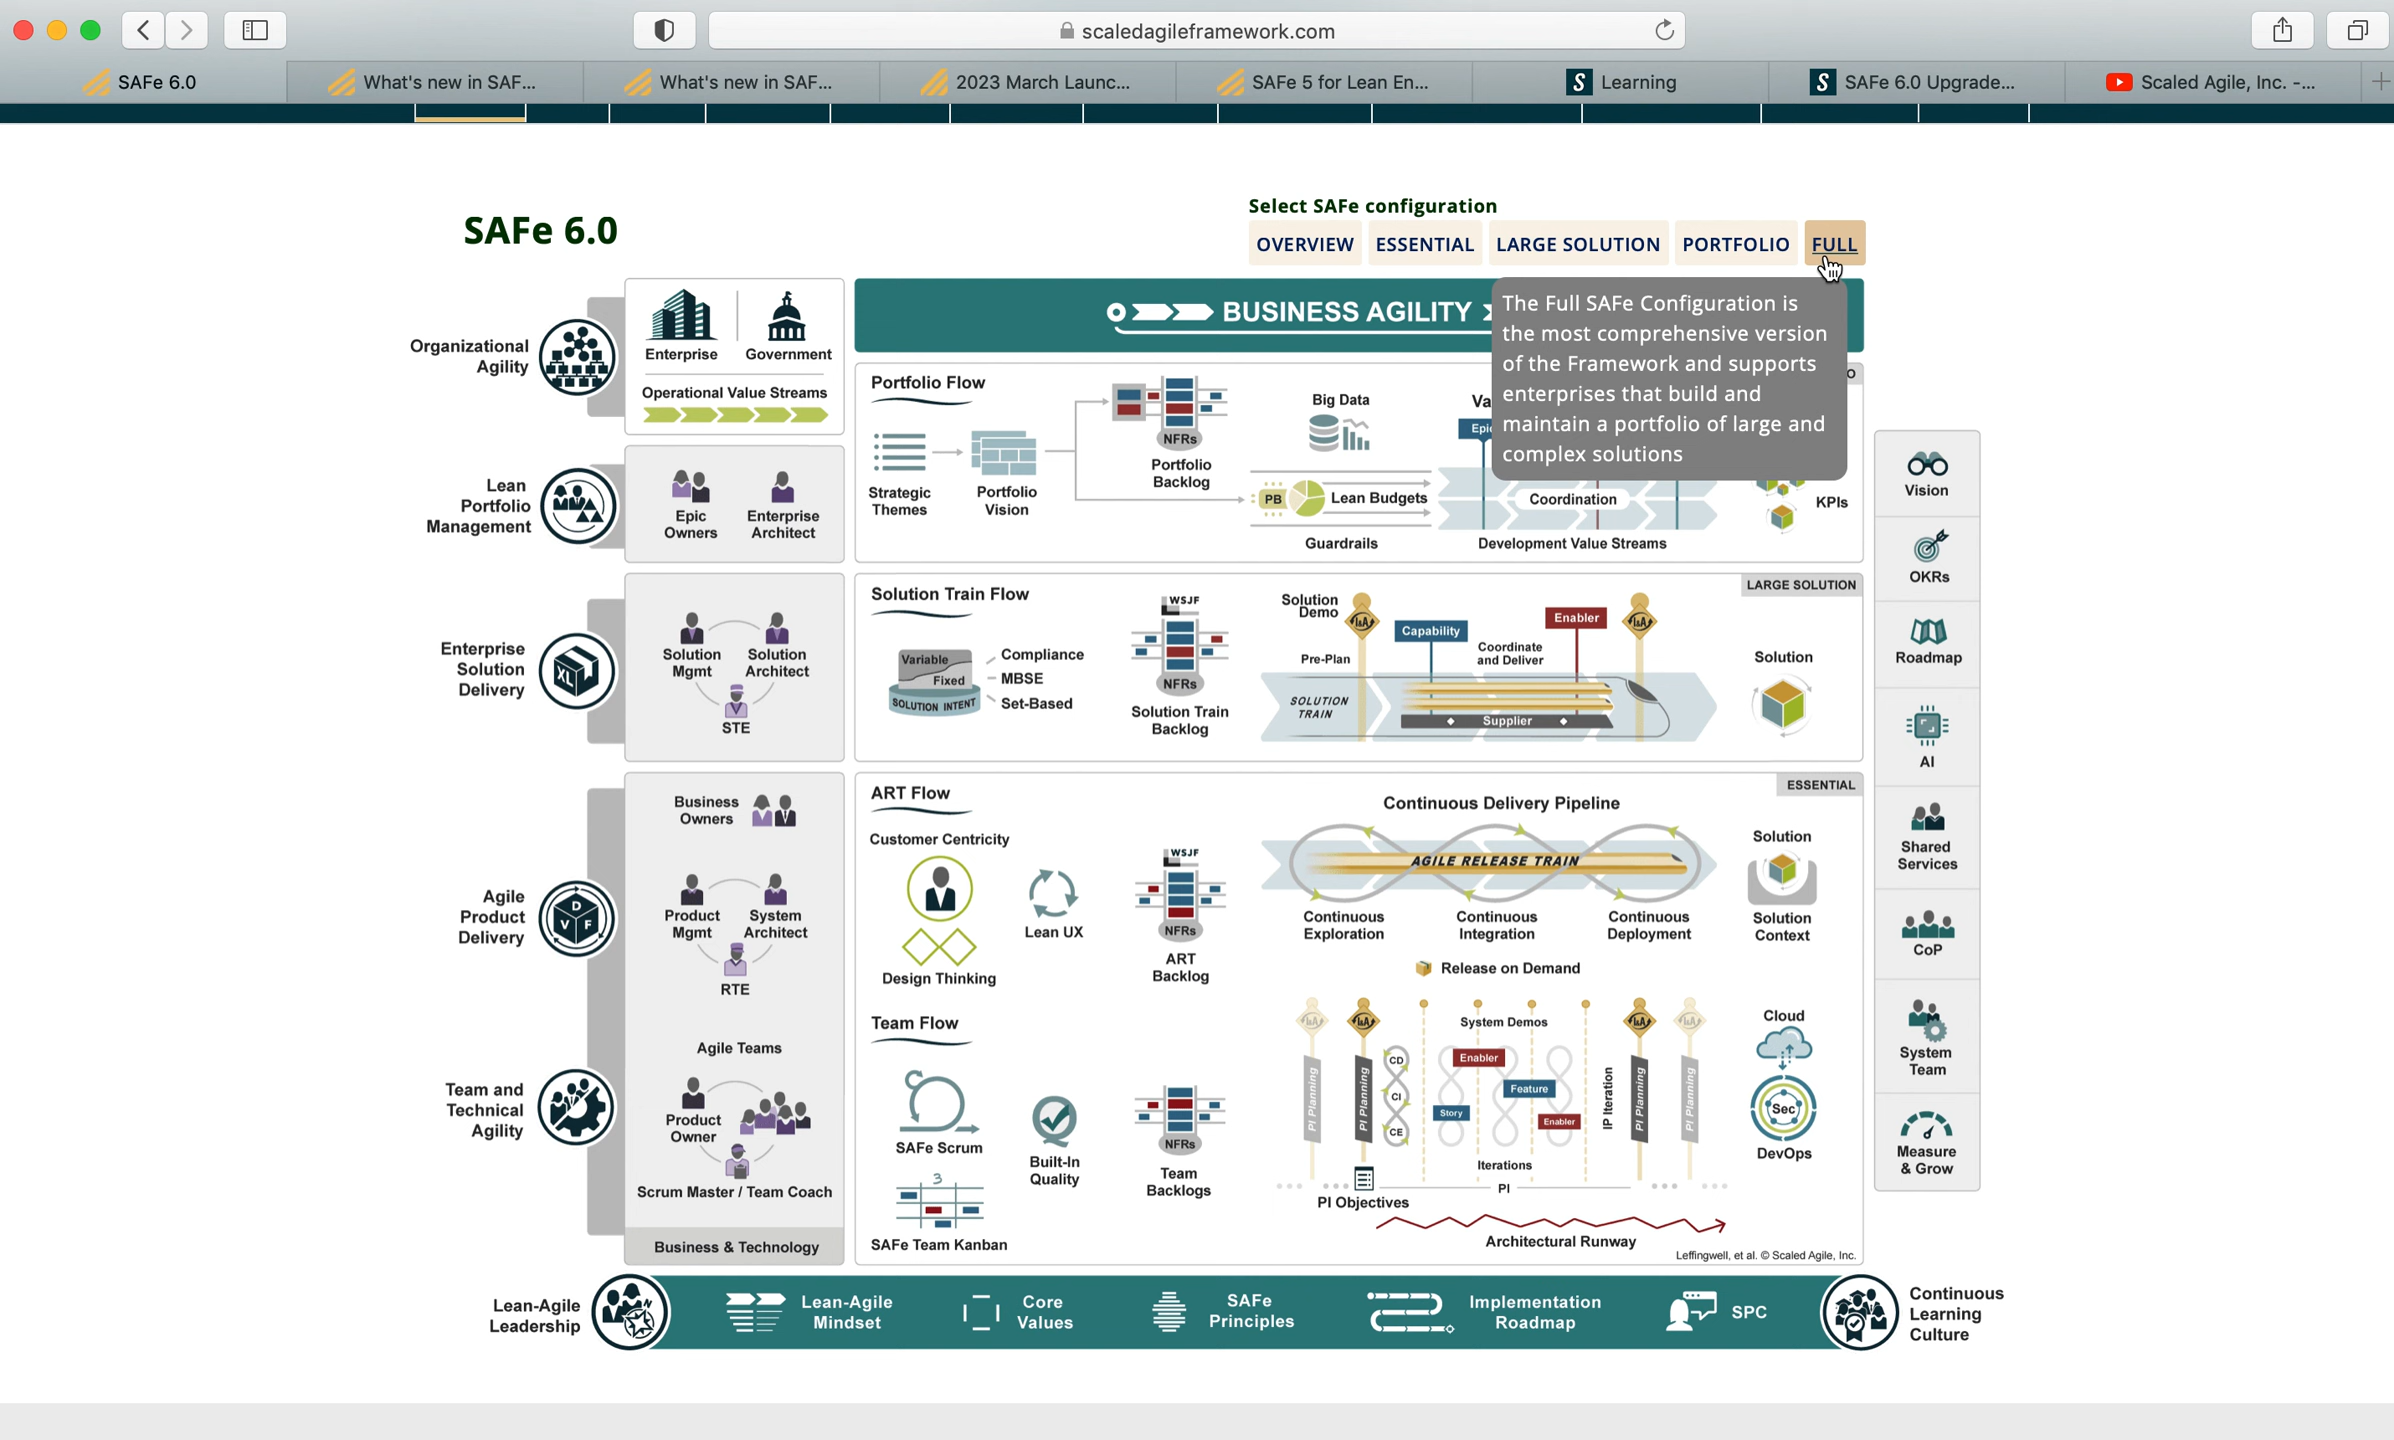 scaledagileframework.com
SAFe 6.0
What's new in SAF...
What's new in SAF...
2023 March Launc...
SAFe 5 for Lean En...
S
Learning
S
SAFe 6.0 Upgrade...
Scaled Agile, Inc. -...
SAFe 6.0
Select SAFe configuration
OVERVIEW
ESSENTIAL
LARGE SOLUTION
PORTFOLIO
FULL
The Full SAFe Configuration is
the most comprehensive version
of the Framework and supports
enterprises that build and
maintain a portfolio of large and
complex solutions
BUSINESS AGILITY
Organizational
Agility
Enterprise
Government
Operational Value Streams
Lean
Portfolio
Management
Epic
Owners
Enterprise
Architect
Portfolio Flow
Strategic
Themes
Portfolio
Vision
NFRs
Portfolio
Backlog
Big Data
PB
Lean Budgets
Guardrails
Va
Epic
Coordination
Development Value Streams
O
KPIs
Enterprise
Solution
Delivery
XL
Solution
Mgmt
Solution
Architect
STE
LARGE SOLUTION
Solution Train Flow
Variable
Fixed
SOLUTION INTENT
Compliance
MBSE
Set-Based
WSJF
NFRs
Solution Train
Backlog
Solution
Demo
I&A
Pre-Plan
Capability
Coordinate
and Deliver
Enabler
I&A
SOLUTION
TRAIN
Supplier
Solution
Agile
Product
Delivery
D
V
F
Business
Owners
Product
Mgmt
System
Architect
RTE
ESSENTIAL
ART Flow
Customer Centricity
Design Thinking
Lean UX
WSJF
NFRs
ART
Backlog
Continuous Delivery Pipeline
AGILE RELEASE TRAIN
Continuous
Exploration
Continuous
Integration
Continuous
Deployment
Release on Demand
Solution
Solution
Context
Team and
Technical
Agility
Agile Teams
Product
Owner
Scrum Master / Team Coach
Business & Technology
Team Flow
SAFe Scrum
3
SAFe Team Kanban
Built-In
Quality
NFRs
Team
Backlogs
I&A
I&A
System Demos
I&A
I&A
PI Planning
PI Planning
CD
CI
CE
Enabler
Feature
Story
Enabler
IP Iteration
PI Planning
PI Planning
Iterations
PI
PI Objectives
Architectural Runway
Cloud
Sec
DevOps
Leffingwell, et al. © Scaled Agile, Inc.
Vision
OKRs
Roadmap
AI
Shared
Services
CoP
System
Team
Measure
& Grow
Lean-Agile
Leadership
N
Lean-Agile
Mindset
Core
Values
SAFe
Principles
Implementation
Roadmap
SPC
Continuous
Learning
Culture